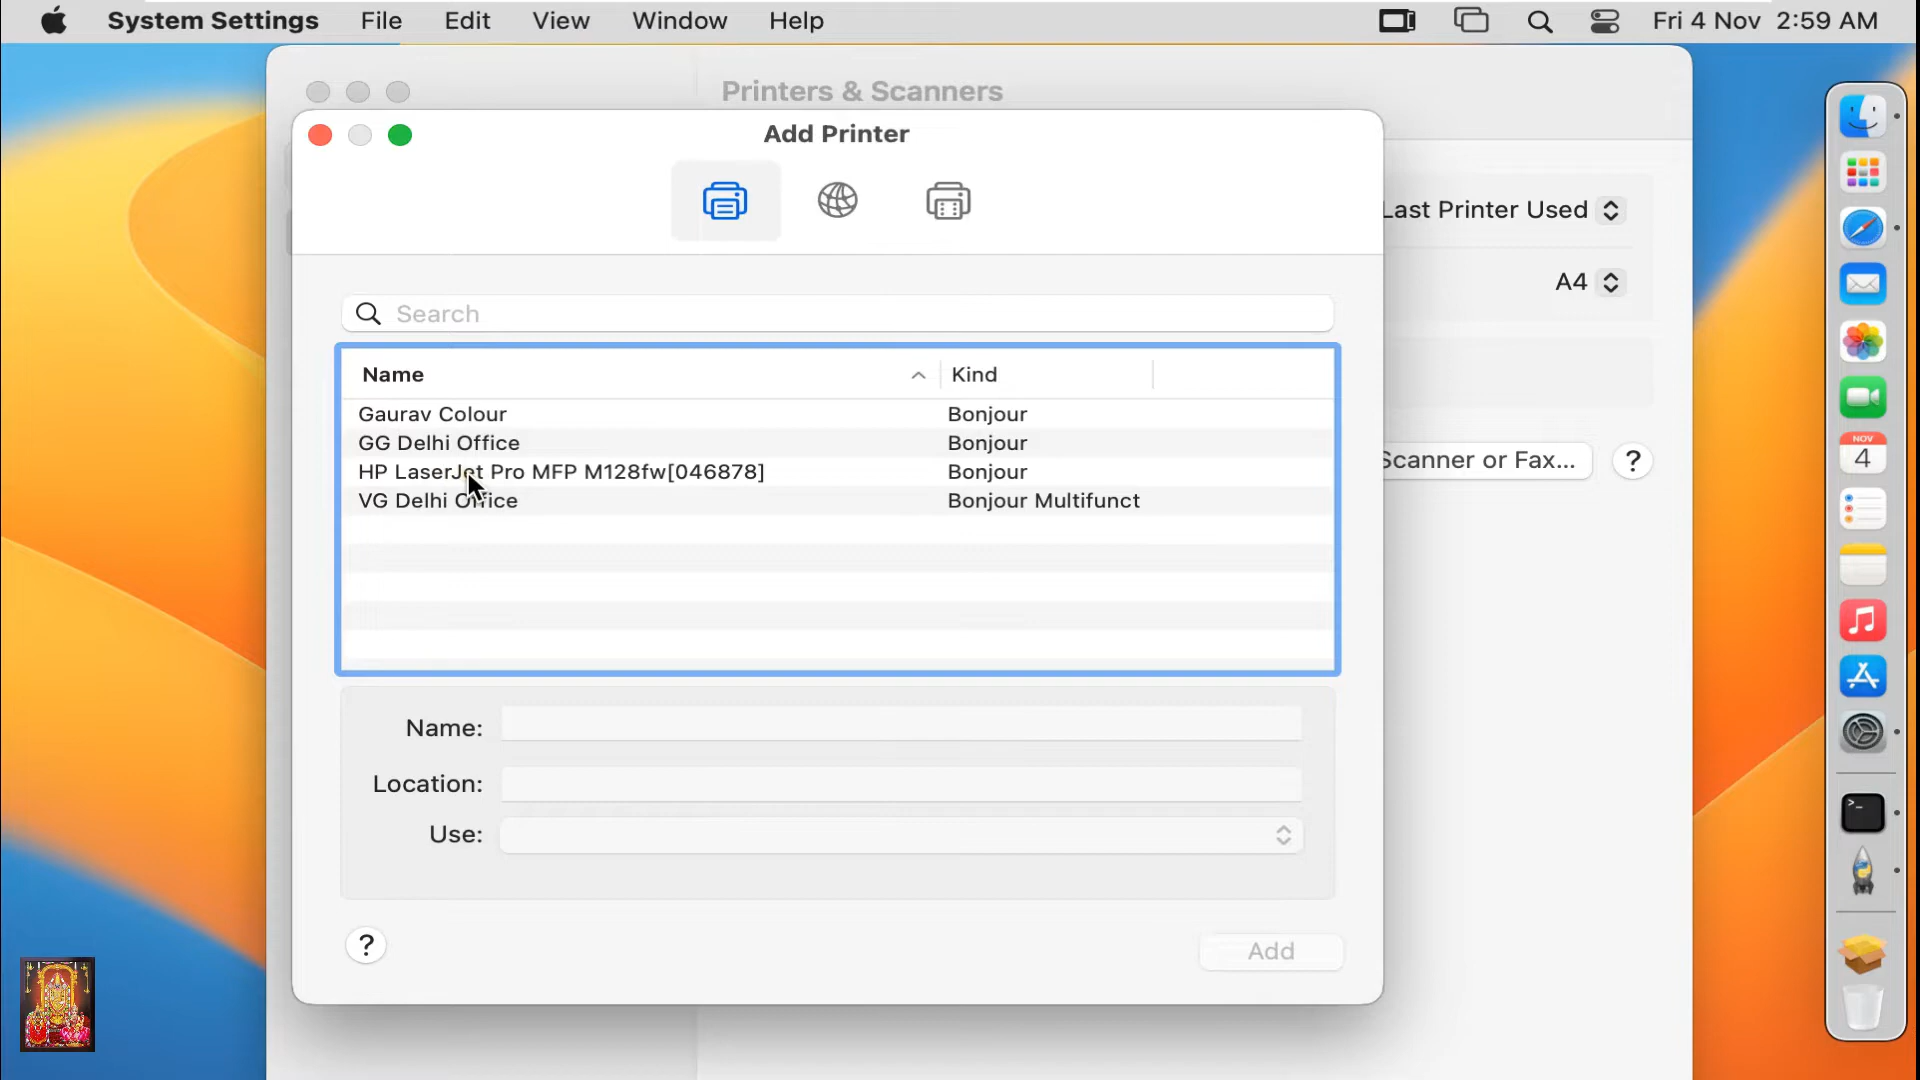 System Settings File Edit View Window Help Fri 4 Nov 2:59 AM
Printers & Scanners
Add Printer
Last Printer Used
A4
Search
Name Kind
Gaurav Colour Bonjour
GG Delhi Office Bonjour
HP LaserJet Pro MFP M128fw[046878] Bonjour
VG Delhi Office Bonjour Multifunct
Scanner or Fax... ?
Name:
Location:
Use:
? Add
NOV
4